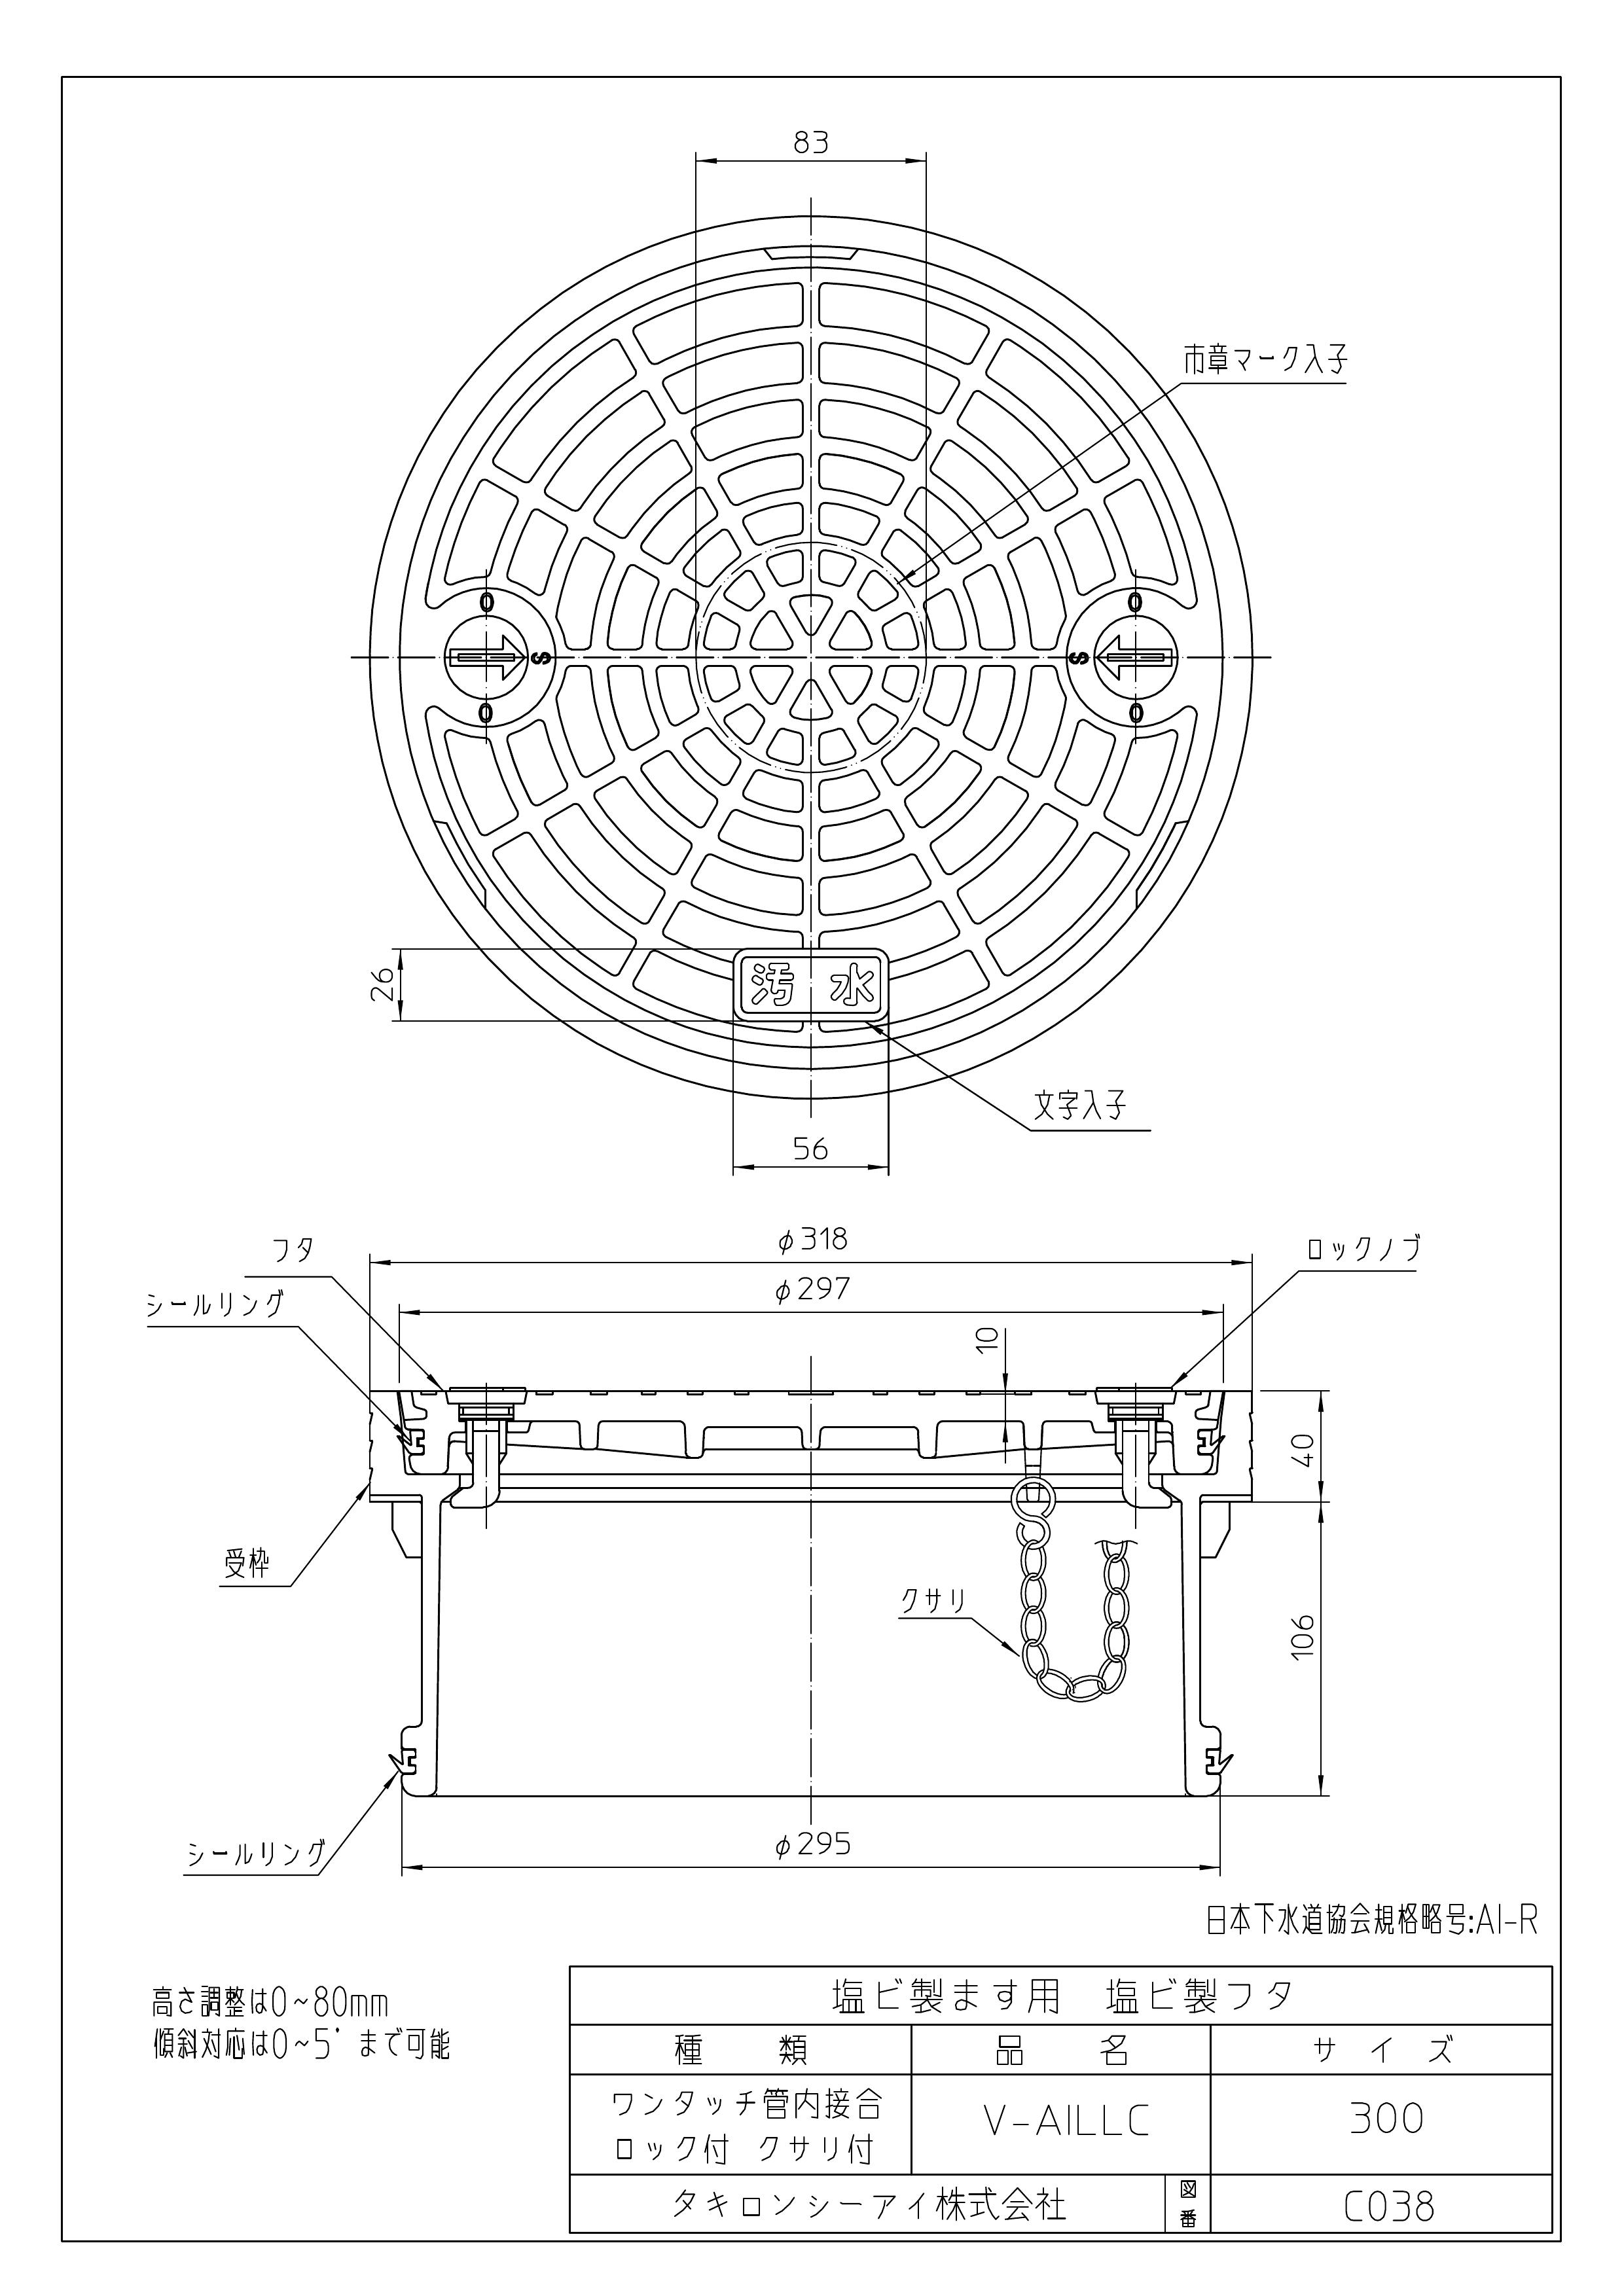 83
市章マーク入子
O
O
S
S
O
O
26
汚 水
文字入子
56
φ318
フタ
ロックノブ
φ297
シールリング
10
40
受枠
クサリ
106
φ295
シールリング
日本下水道協会規格略号:AI-R
高さ調整は0~80mm
傾斜対応は0~5°まで可能
塩ビ製ます用 塩ビ製フタ
種 類 品 名 サ イ ズ
ワンタッチ管内接合
ロック付 クサリ付
V-AILLC
300
タキロンシーアイ株式会社
図番
C038